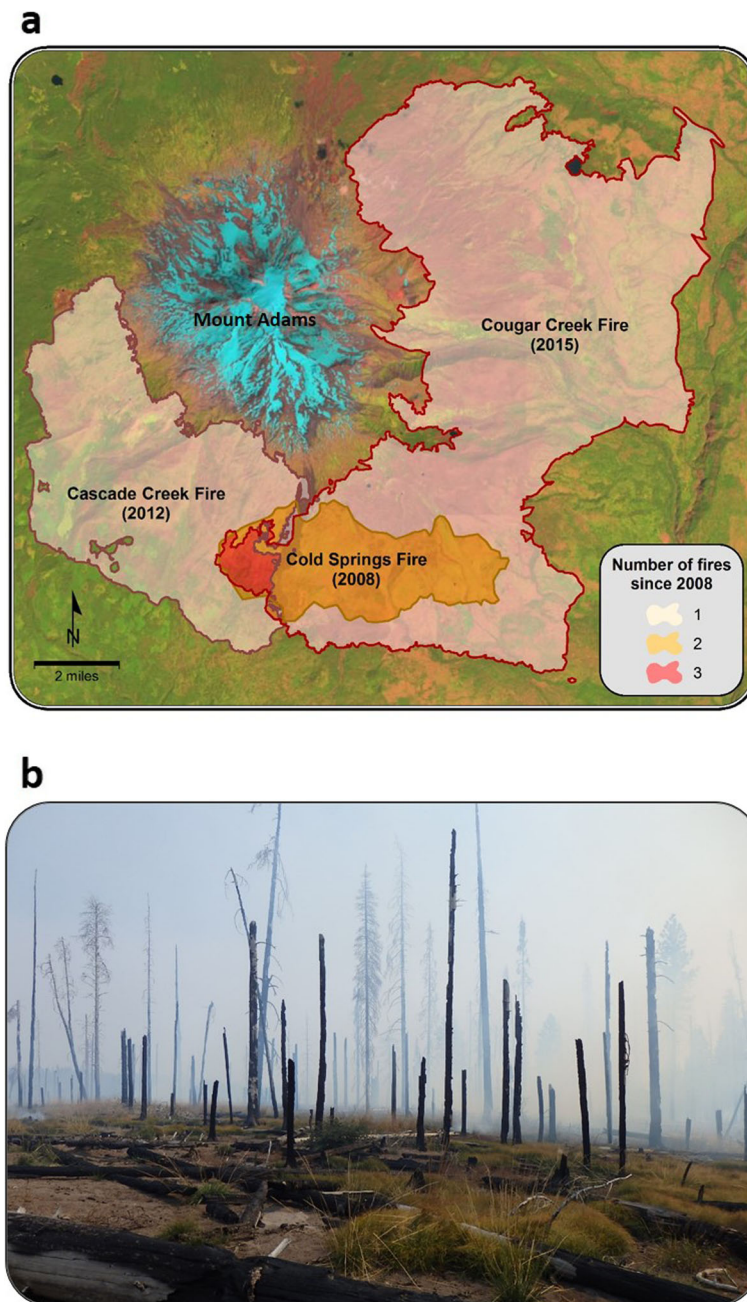 a
Mount Adams
Cougar Creek Fire
(2015)
Cascade Creek Fire
(2012)
Cold Springs Fire
(2008)
N
2 miles
Number of fires
since 2008
1
2
3
b